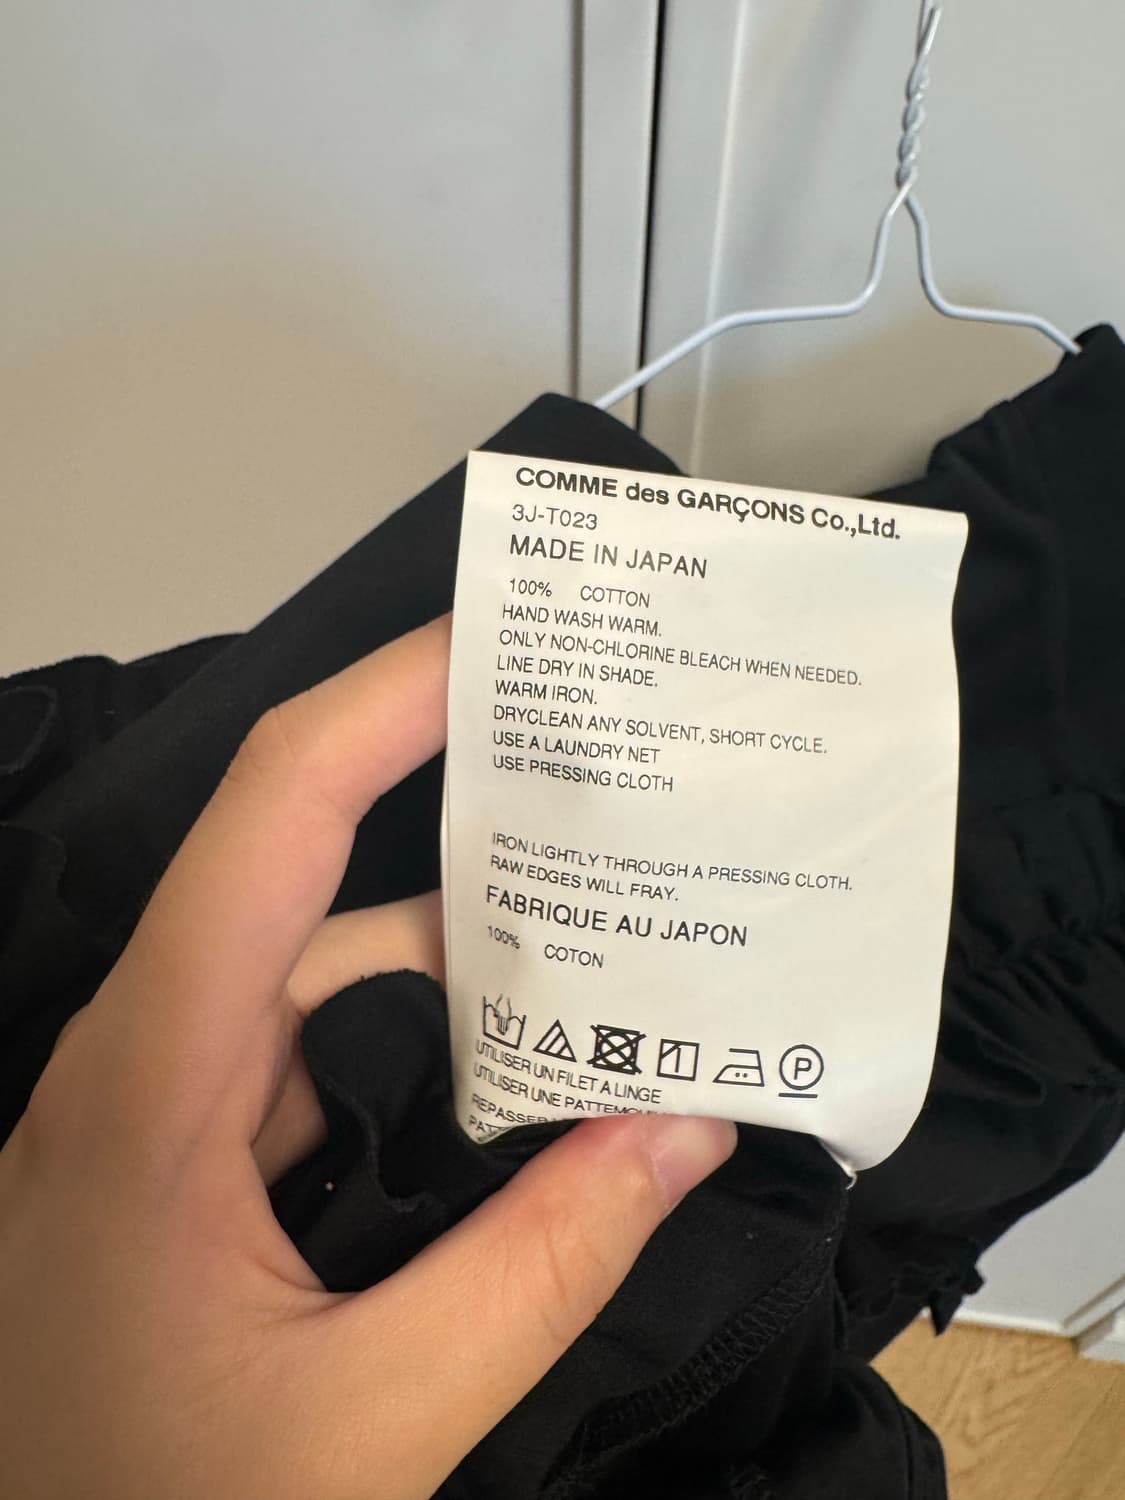 COMME des GARÇONS Co.,Ltd.
3J-T023
MADE IN JAPAN
100% COTTON
HAND WASH WARM.
ONLY NON-CHLORINE BLEACH WHEN NEEDED.
LINE DRY IN SHADE.
WARM IRON.
DRYCLEAN ANY SOLVENT, SHORT CYCLE.
USE A LAUNDRY NET
USE PRESSING CLOTH
IRON LIGHTLY THROUGH A PRESSING CLOTH.
RAW EDGES WILL FRAY.
FABRIQUE AU JAPON
100% COTON
P
UTILISER UN FILET A LINGE
UTILISER UNE
REPASSER